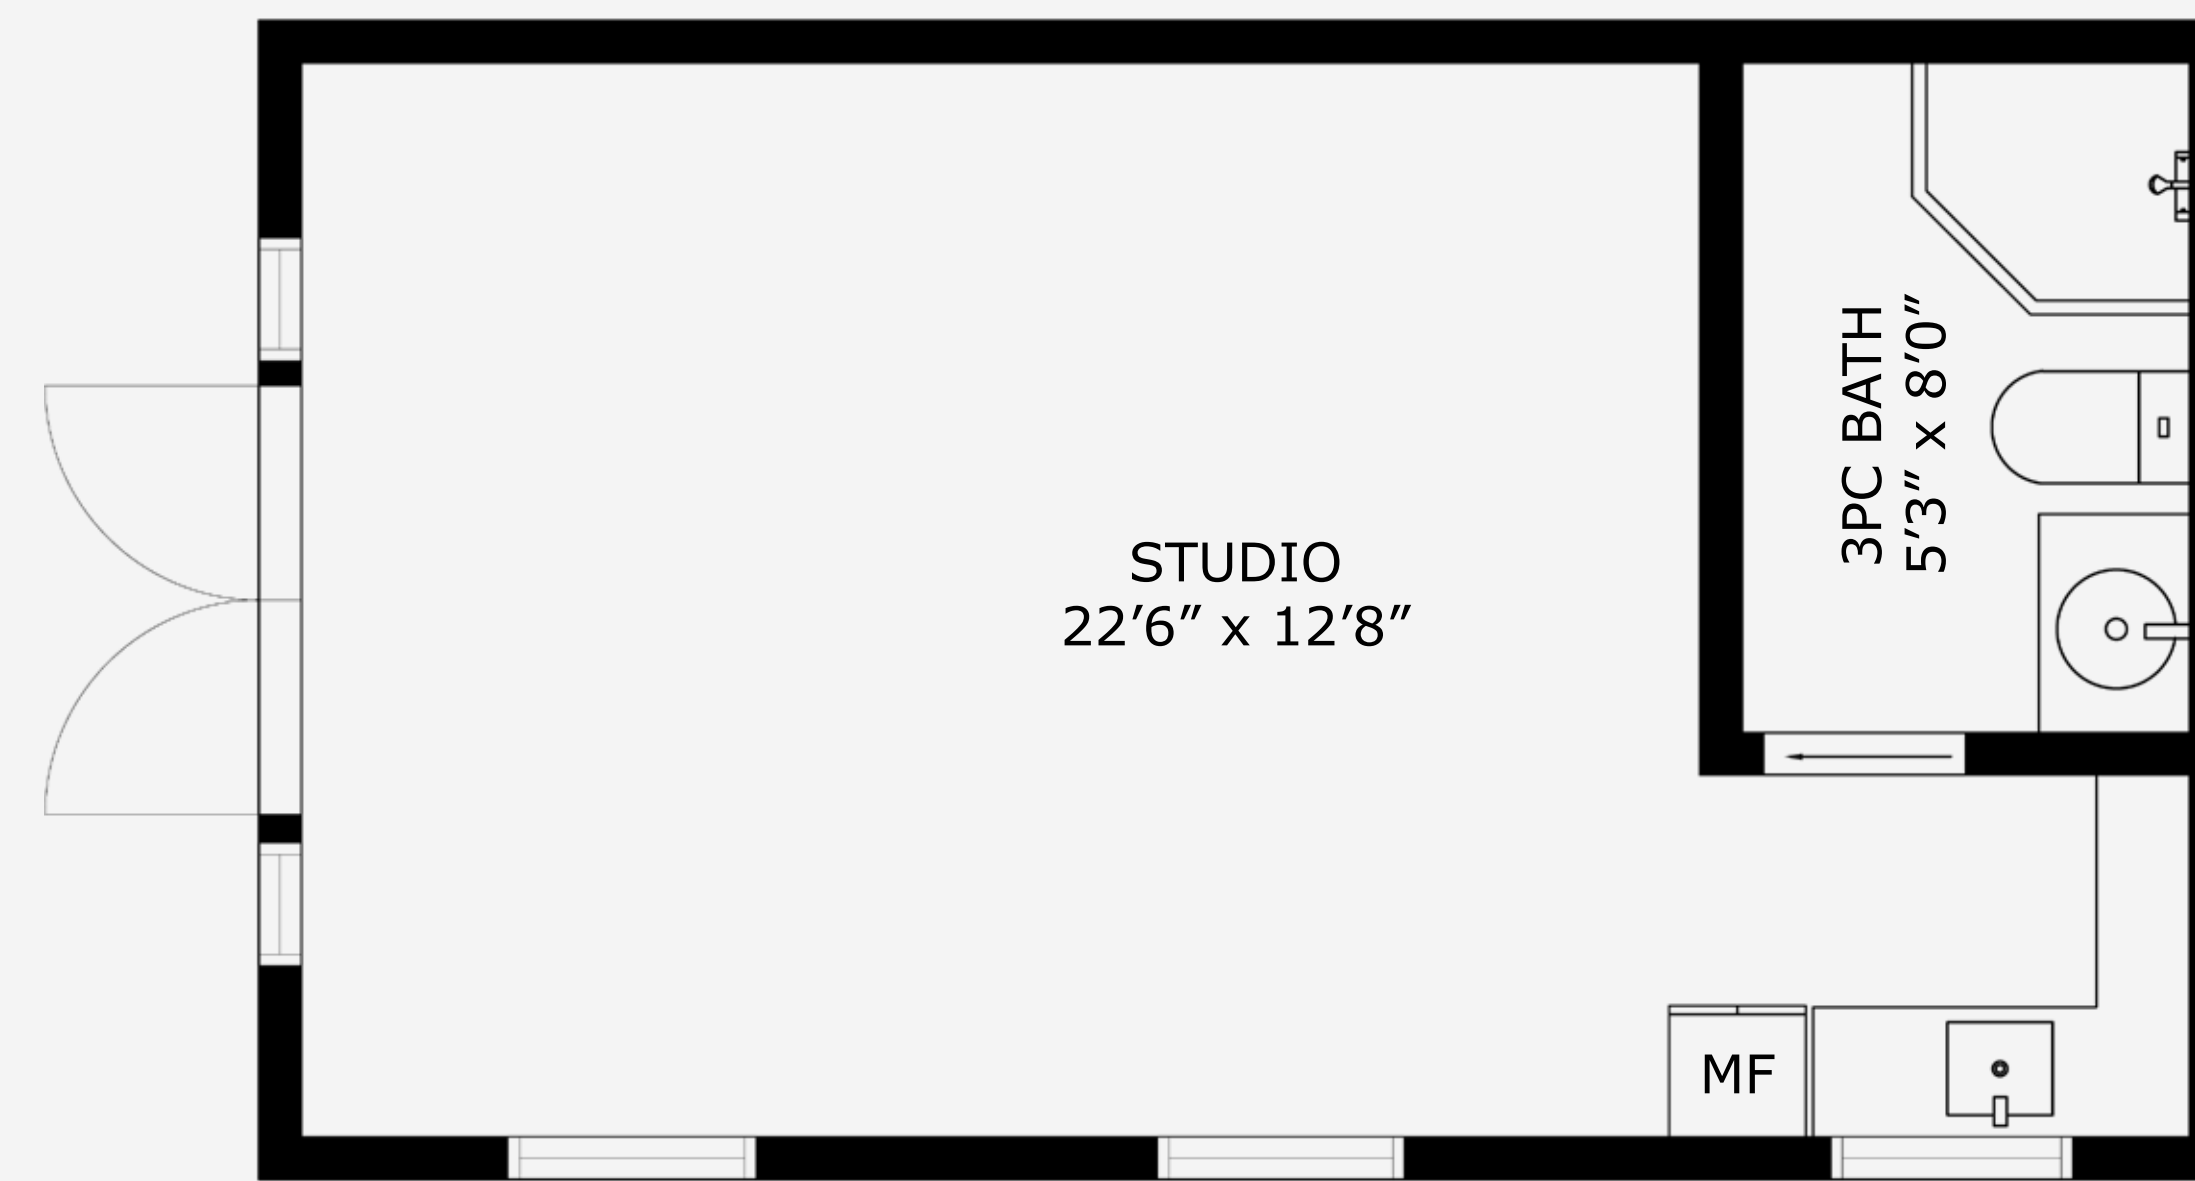 STUDIO
22’6” x 12’8”
3PC BATH
5’3” x 8’0”
MF